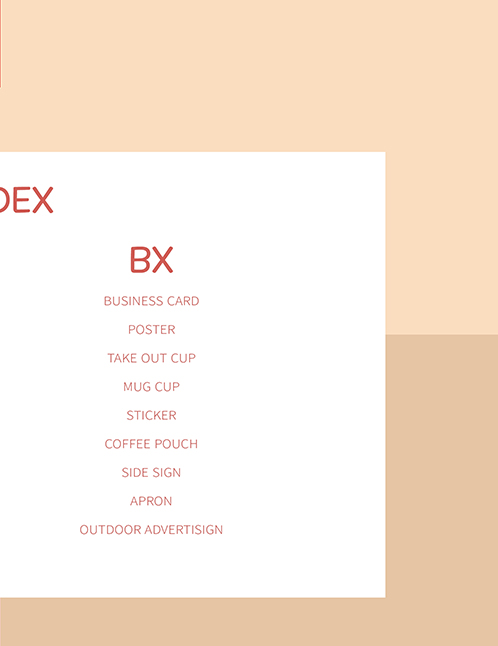 DEX
BX
BUSINESS CARD
POSTER
TAKE OUT CUP
MUG CUP
STICKER
COFFEE POUCH
SIDE SIGN
APRON
OUTDOOR ADVERTISIGN